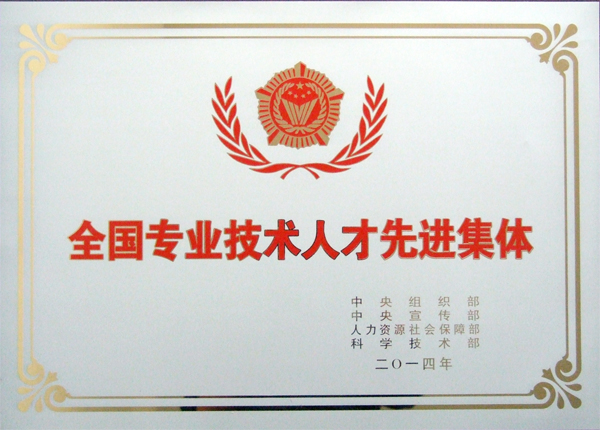 全国专业技术人才先进集体
中央组织部
中央宣传部
人力资源社会保障部
科学技术部
二〇一四年